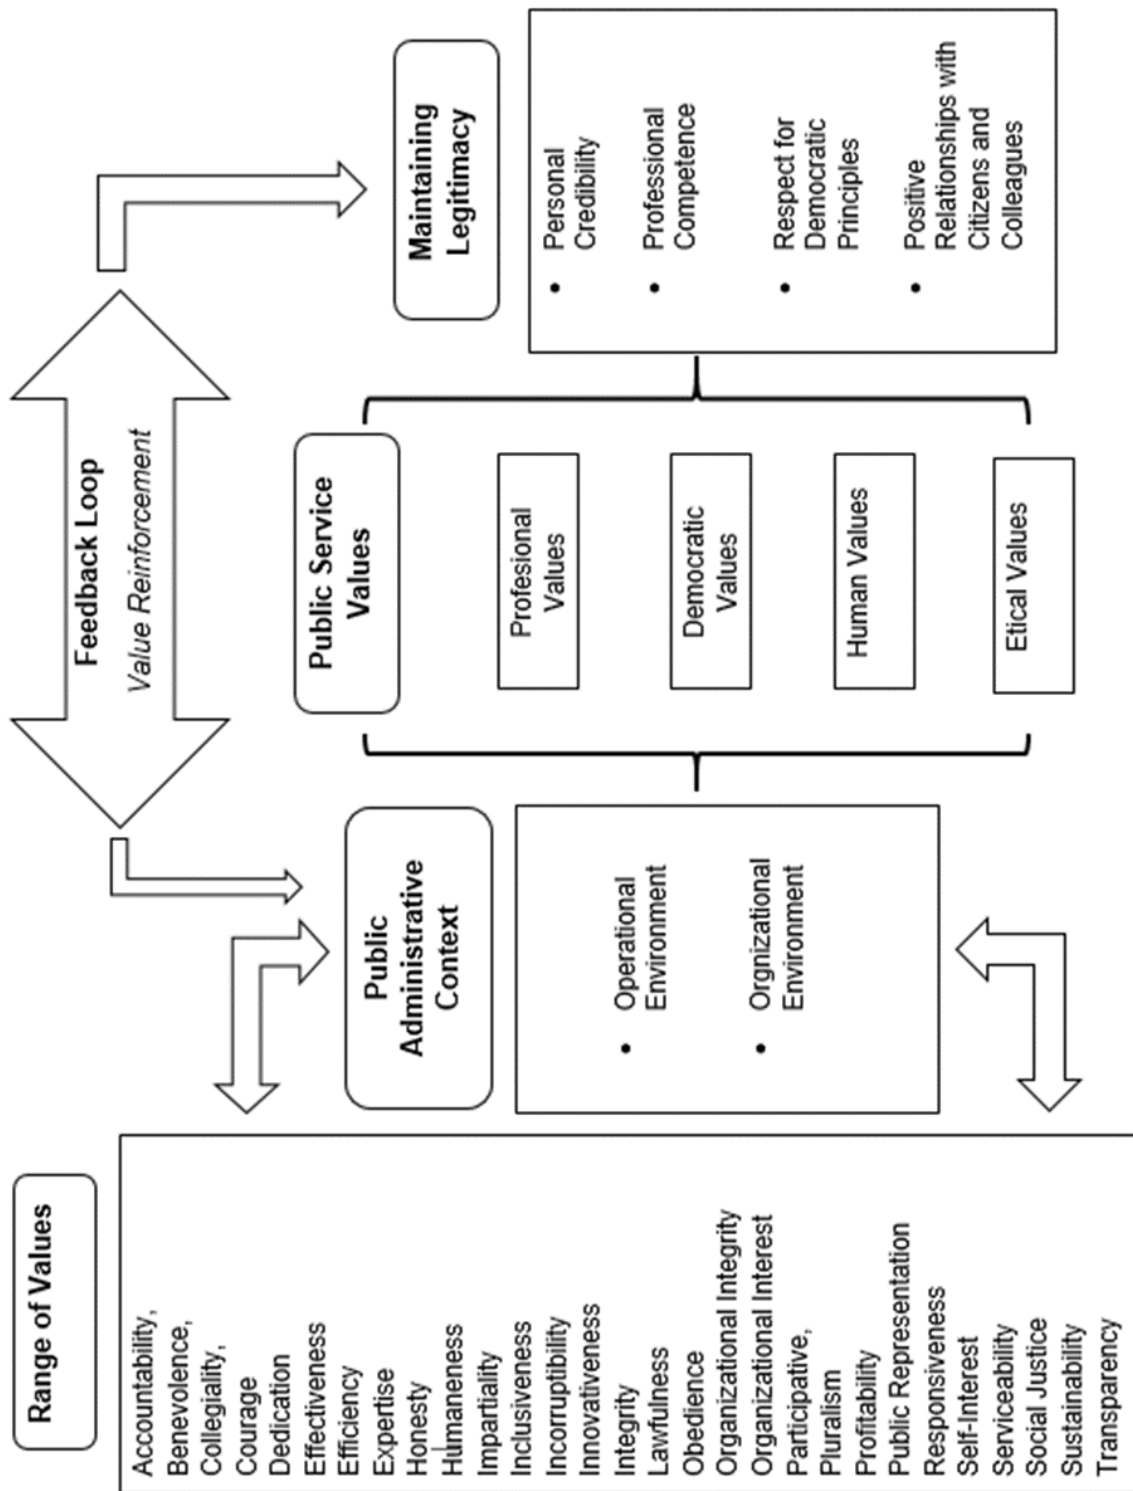 Range of Values
Accountability,
Benevolence,
Collegiality,
Courage
Dedication
Effectiveness
Efficiency
Expertise
Honesty
Humaneness
Impartiality
Inclusiveness
Incorruptibility
Innovativeness
Integrity
Lawfulness
Obedience
Organizational Integrity
Organizational Interest
Participative,
Pluralism
Profitability
Public Representation
Responsiveness
Self-Interest
Serviceability
Social Justice
Sustainability
Transparency
Feedback Loop
Value Reinforcement
Public
Administrative
Context
• Operational
Environment
• Orgnizational
Environment
Public Service
Values
Profesional
Values
Democratic
Values
Human Values
Etical Values
Maintaining
Legitimacy
• Personal
Credibility
• Professional
Competence
• Respect for
Democratic
Principles
• Positive
Relationships with
Citizens and
Colleagues